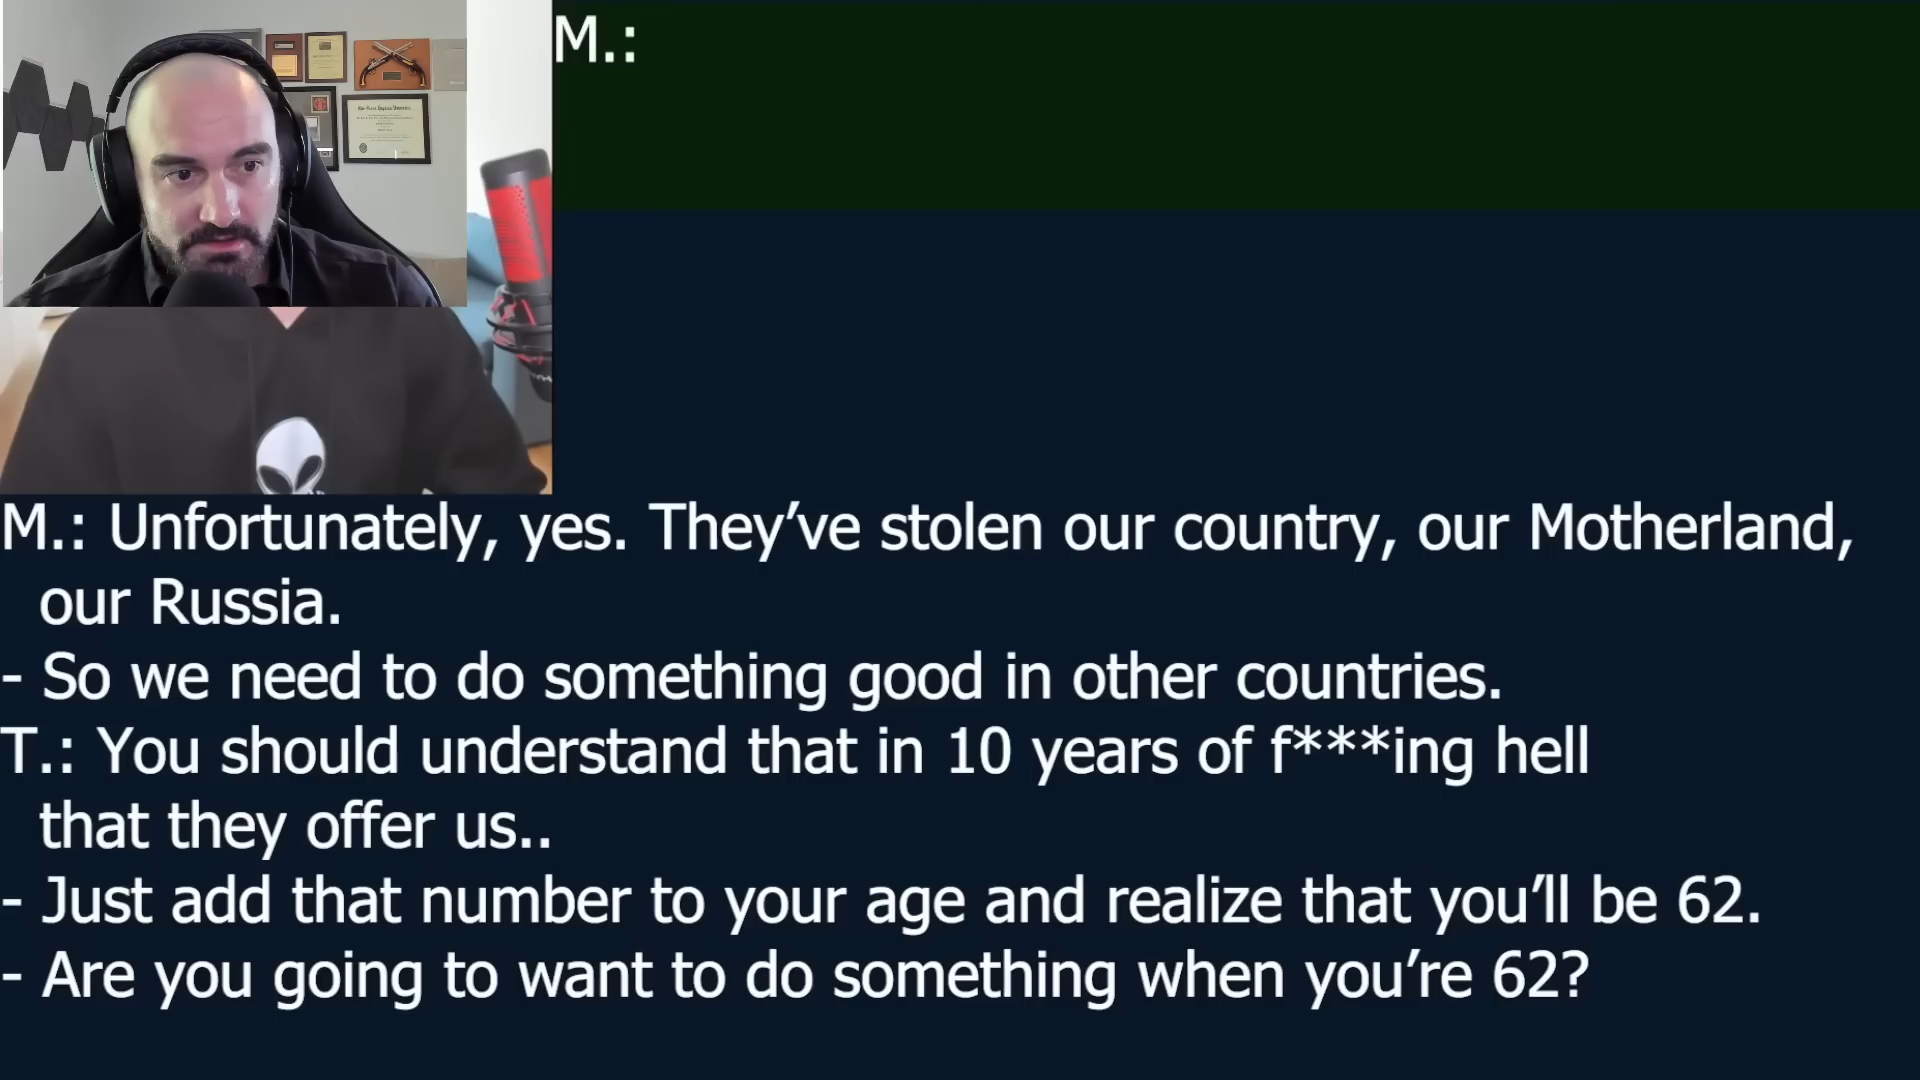 M.:
M.: Unfortunately, yes. They’ve stolen our country, our Motherland,
our Russia.
- So we need to do something good in other countries.
T.: You should understand that in 10 years of f***ing hell
that they offer us..
- Just add that number to your age and realize that you’ll be 62.
- Are you going to want to do something when you’re 62?